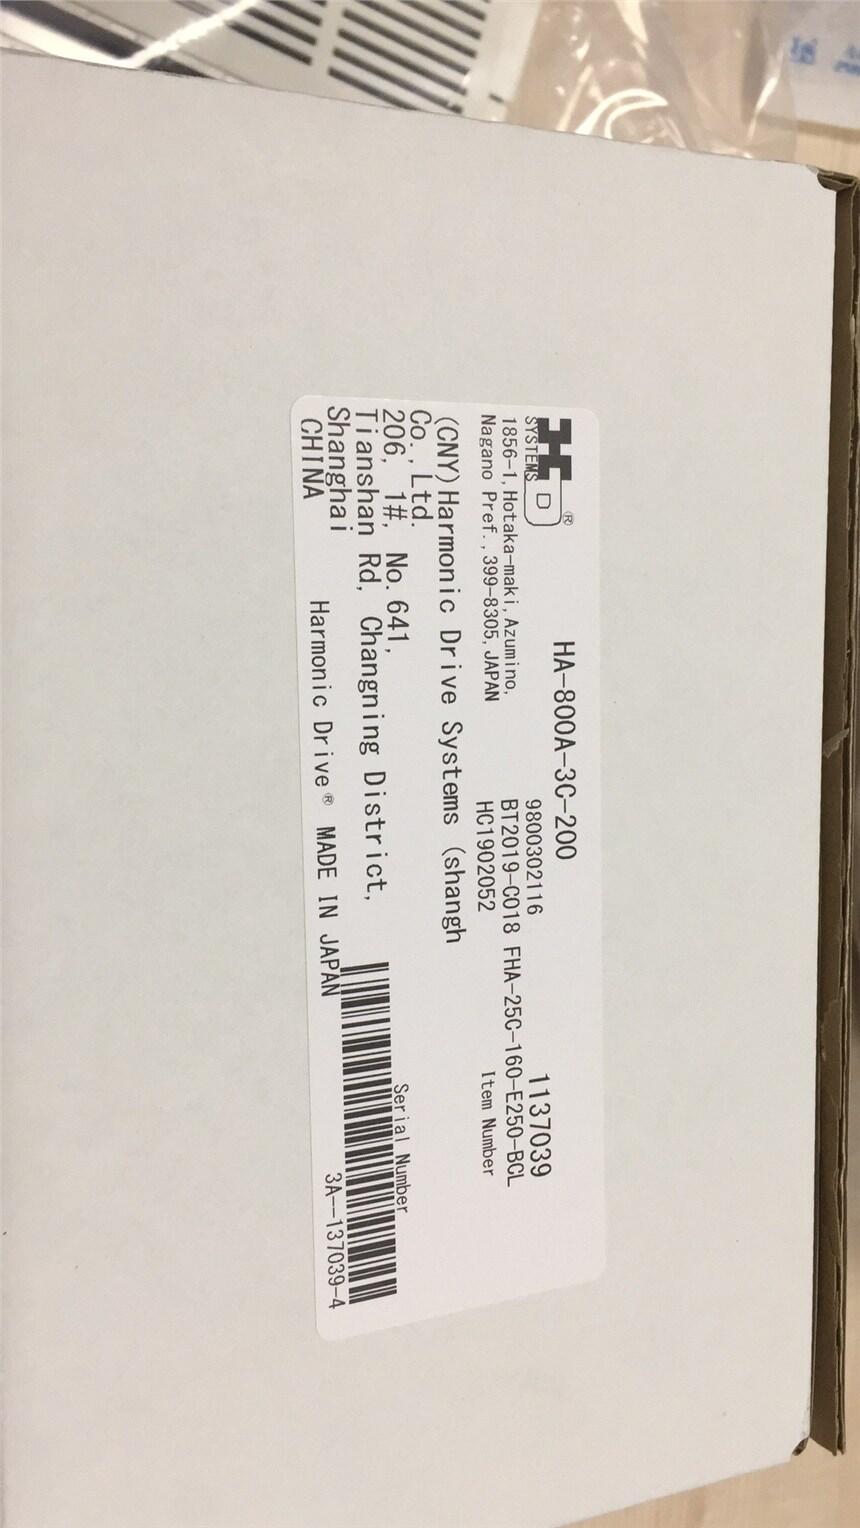 HA-800A-3C-200
H D ®
SYSTEMS
1856-1, Hotaka-maki, Azumino,
Nagano Pref., 399-8305, JAPAN
9800302116
1137039
BT2019-C018 FHA-25C-160-E250-BCL
HC1902052
Item Number
(CNY)Harmonic Drive Systems (shangh
Co., Ltd.
206, 1#, No. 641,
Tianshan Rd, Changning District,
Shanghai
CHINA
Serial Number
Harmonic Drive® MADE IN JAPAN
3A--137039-4